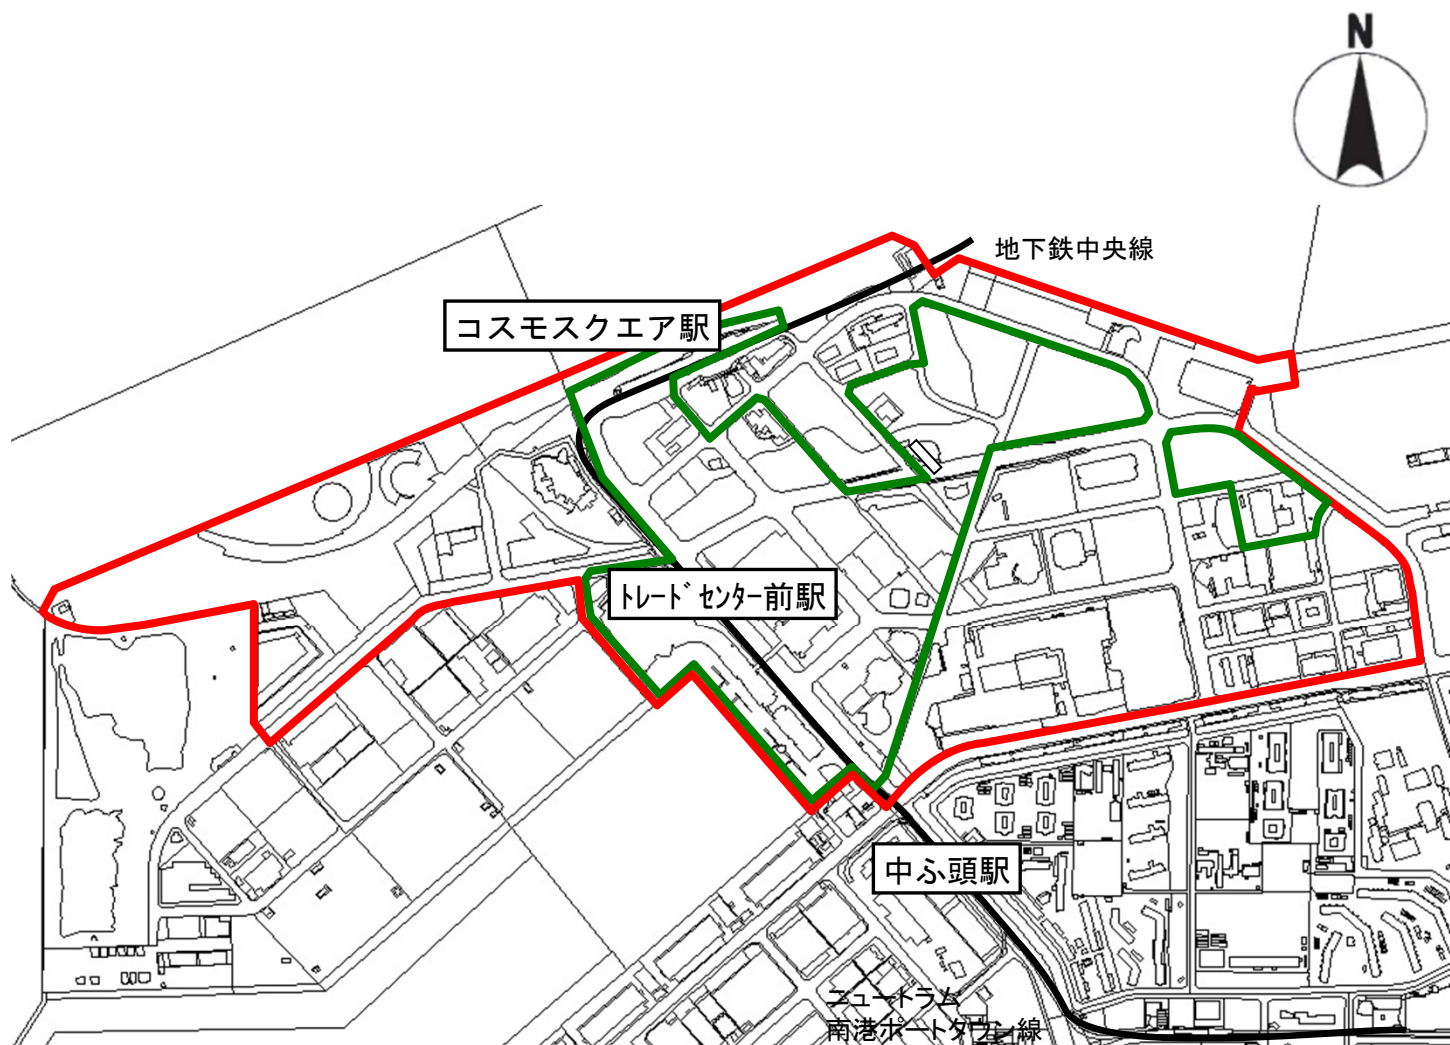 N
地下鉄中央線
コスモスクエア駅
トレードセンター前駅
中ふ頭駅
ニュートラム
南港ポートタウン線